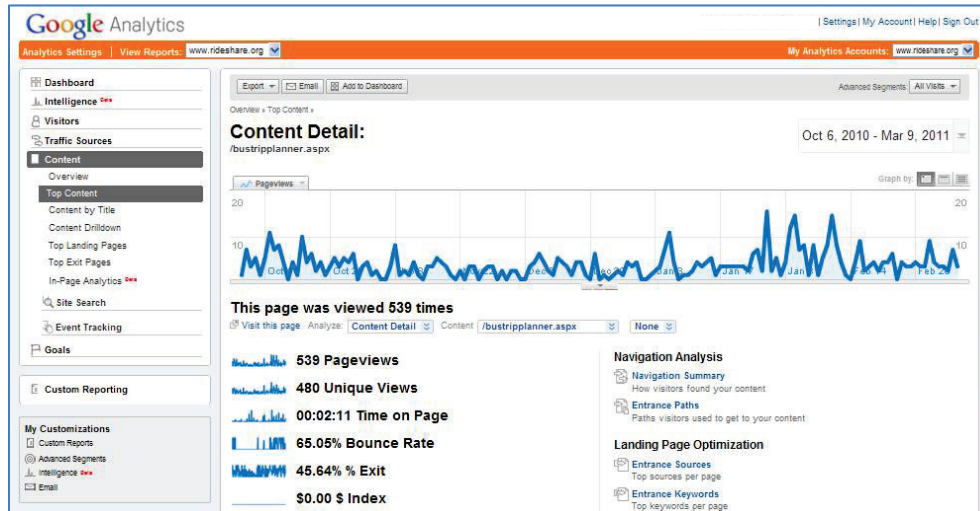 Google Analytics
| Settings | My Account | Help | Sign Out
Analytics Settings | View Reports: www.rideshare.org
My Analytics Accounts: www.rideshare.org
Dashboard
Intelligence Beta
Visitors
Traffic Sources
Content
Overview
Top Content
Content by Title
Content Drilldown
Top Landing Pages
Top Exit Pages
In-Page Analytics Beta
Site Search
Event Tracking
Goals
Custom Reporting
My Customizations
Custom Reports
Advanced Segments
Intelligence Beta
Email
Export Email Add to Dashboard
Advanced Segments: All Visits
Overview » Top Content »
Content Detail:
/bustripplanner.aspx
Oct 6, 2010 - Mar 9, 2011
Pageviews
Graph by:
20 20
10 10
This page was viewed 539 times
Visit this page Analyze: Content Detail Content /bustripplanner.aspx None
539 Pageviews
480 Unique Views
00:02:11 Time on Page
65.05% Bounce Rate
45.64% % Exit
$0.00 $ Index
Navigation Analysis
Navigation Summary
How visitors found your content
Entrance Paths
Paths visitors used to get to your content
Landing Page Optimization
Entrance Sources
Top sources per page
Entrance Keywords
Top keywords per page